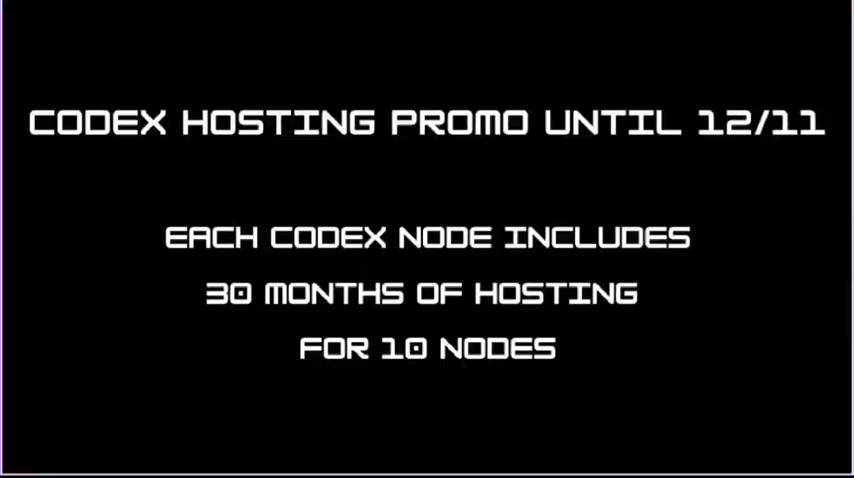 CODEX HOSTING PROMO UNTIL 12/11
EACH CODEX NODE INCLUDES
30 MONTHS OF HOSTING
FOR 10 NODES